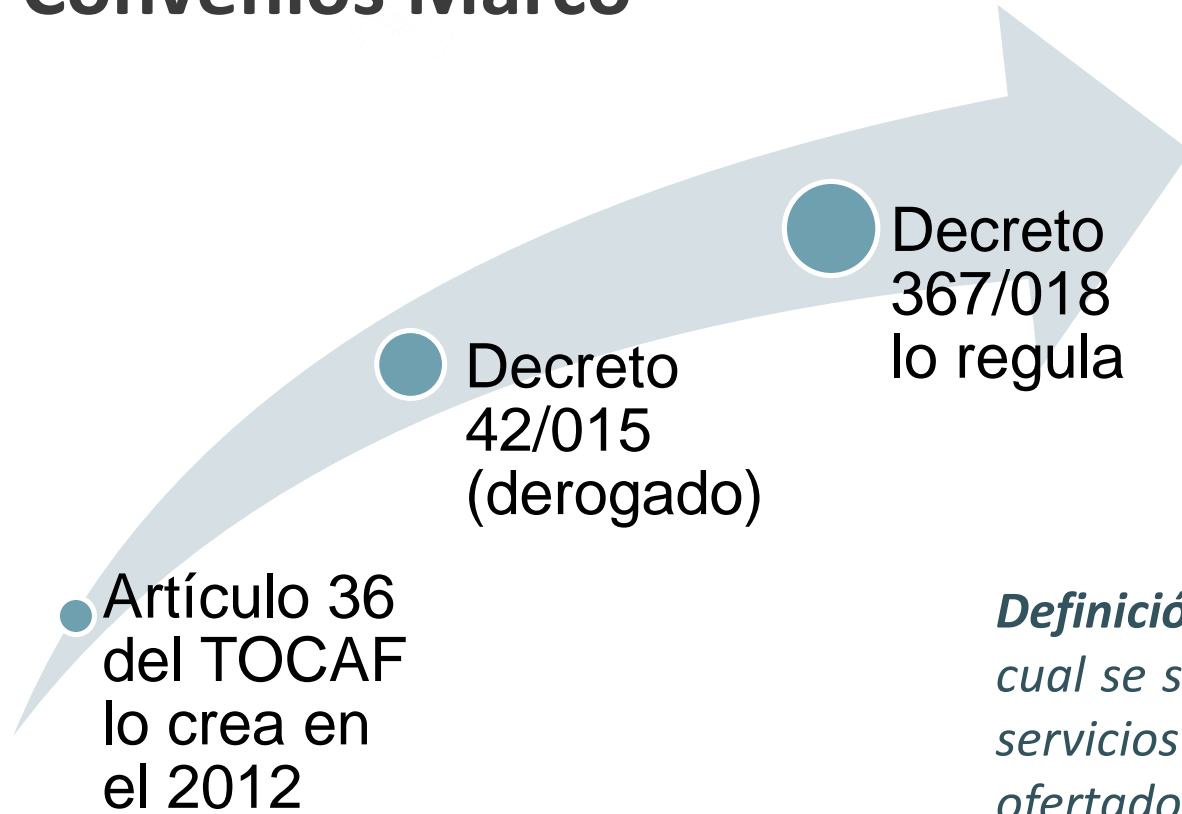 Convenios Marco
Decreto
367/018
lo regula
Decreto
42/015
(derogado)
Artículo 36
del TOCAF
lo crea en
el 2012
cual se
servicios